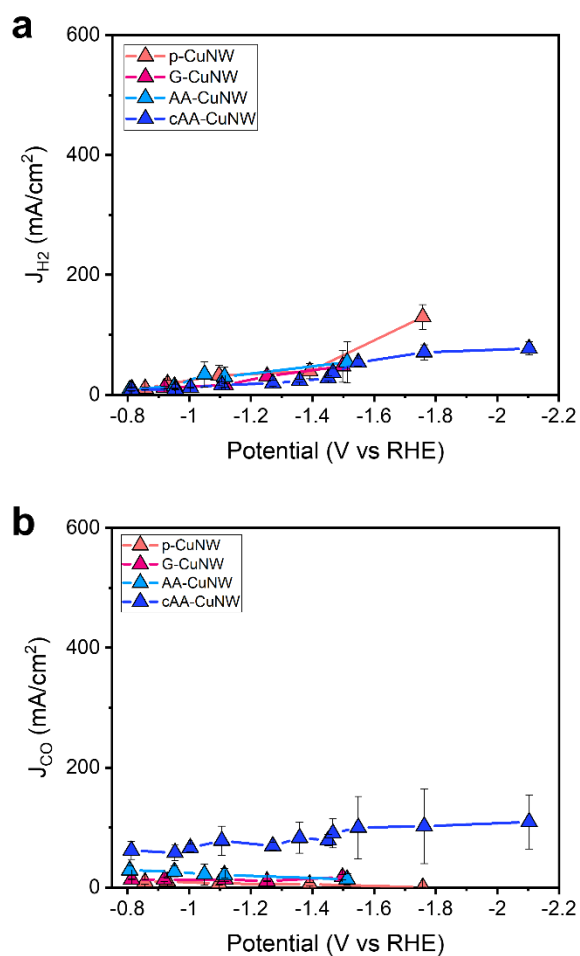 a
600
400
200
0
J_H2 (mA/cm²)
p-CuNW
G-CuNW
AA-CuNW
cAA-CuNW
-0.8 -1 -1.2 -1.4 -1.6 -1.8 -2 -2.2
Potential (V vs RHE)
b
600
400
200
0
J_CO (mA/cm²)
p-CuNW
G-CuNW
AA-CuNW
cAA-CuNW
-0.8 -1 -1.2 -1.4 -1.6 -1.8 -2 -2.2
Potential (V vs RHE)